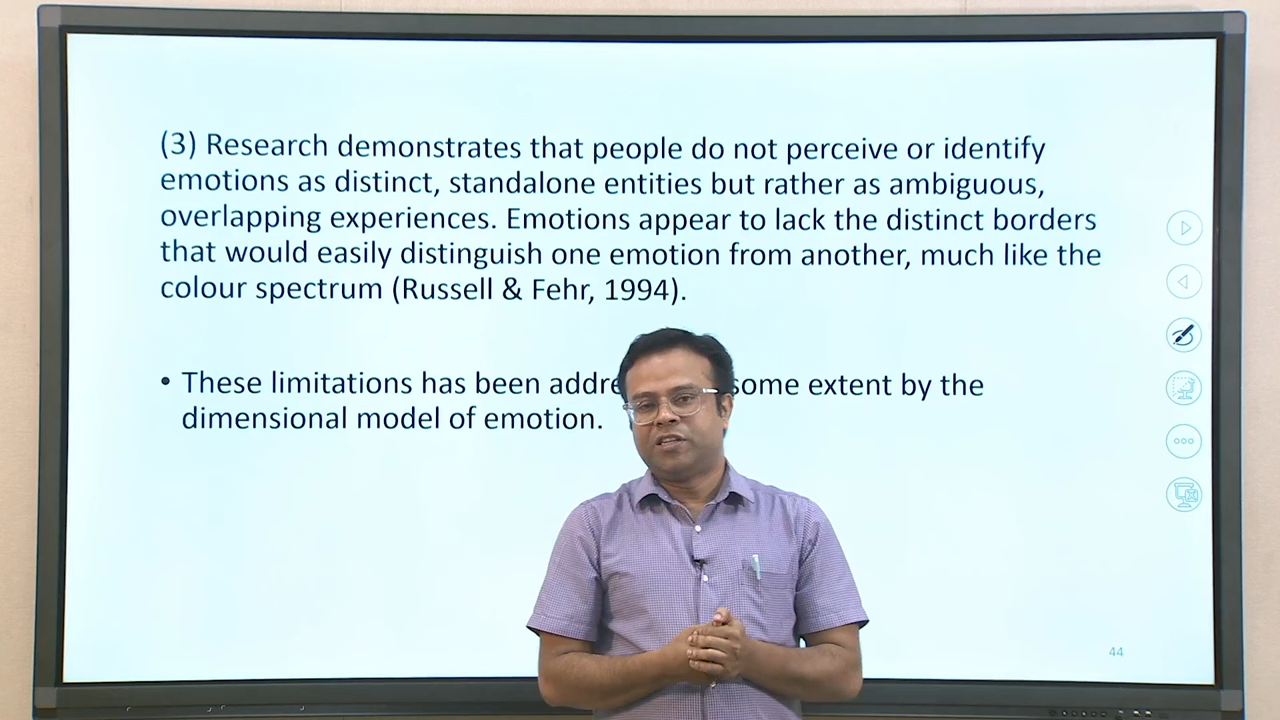 (3) Research demonstrates that people do not perceive or identify
emotions as distinct, standalone entities but rather as ambiguous,
overlapping experiences. Emotions appear to lack the distinct borders
that would easily distinguish one emotion from another, much like the
colour spectrum (Russell & Fehr, 1994).
• These limitations has been some extent by the
dimensional model of emotion.
44